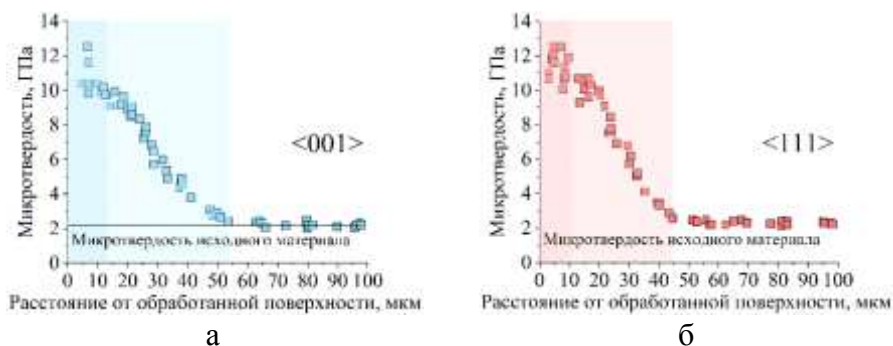 Микротвердость, ГПа
14
12
10
8
6
4
2
0
<001>
Микротвердость исходного материала
0 10 20 30 40 50 60 70 80 90 100
Расстояние от обработанной поверхности, мкм
а
Микротвердость, ГПа
14
12
10
8
6
4
2
0
<111>
Микротвердость исходного материала
0 10 20 30 40 50 60 70 80 90 100
Расстояние от обработанной поверхности, мкм
б